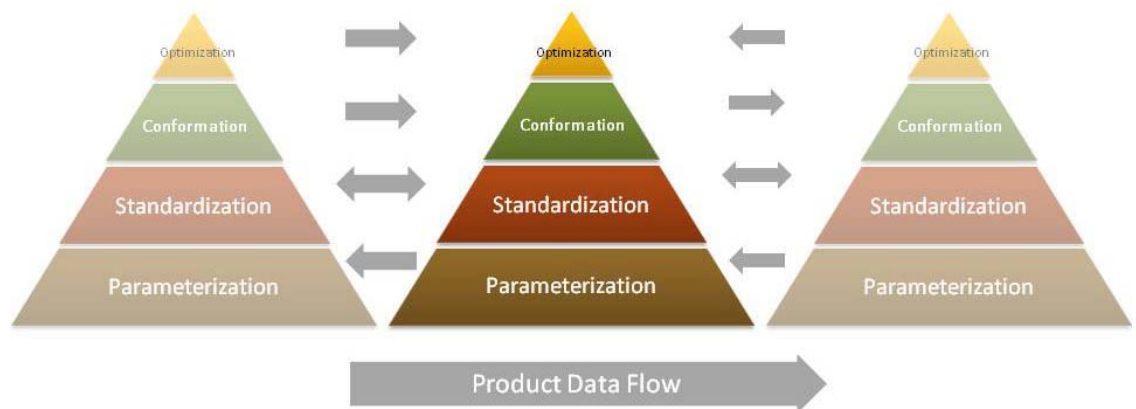 Optimization
Optimization
Optimization
Conformation
Conformation
Conformation
Standardization
Standardization
Standardization
Parameterization
Parameterization
Parameterization
Product Data Flow